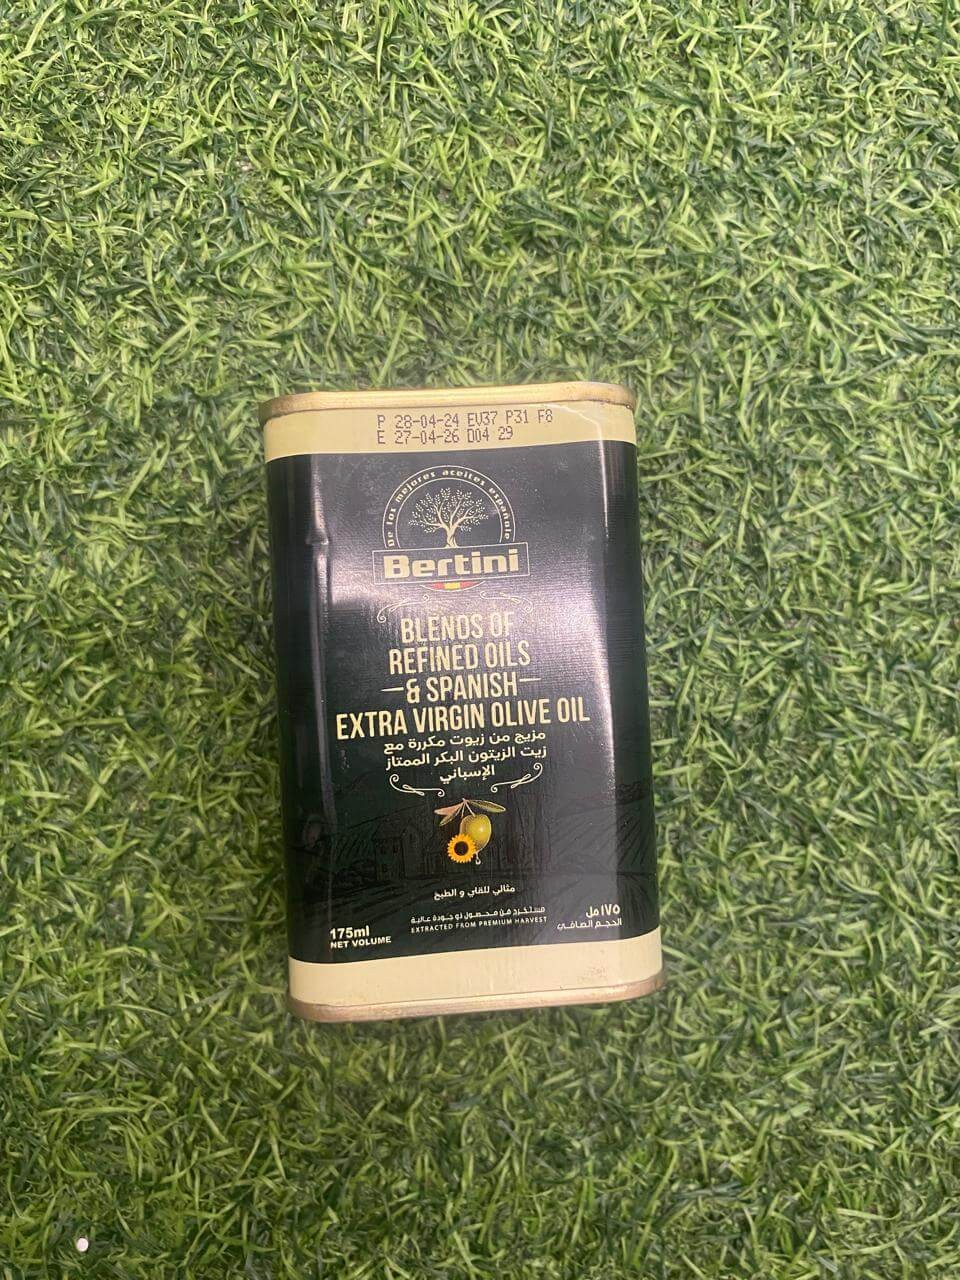 P 28-04-24 EV37 P31 F8
E 27-04-26 D04 29
De los mejores aceites español
Bertini
BLENDS OF
REFINED OILS
& SPANISH
EXTRA VIRGIN OLIVE OIL
مزيج من زيوت مكررة مع
زيت الزيتون البكر الممتاز
الإسباني
مثالي للقلي و الطبخ
مستخرج من محصول ذو جودة عالية
EXTRACTED FROM PREMIUM HARVEST
175ml
NET VOLUME
١٧٥ مل
الحجم الصافي